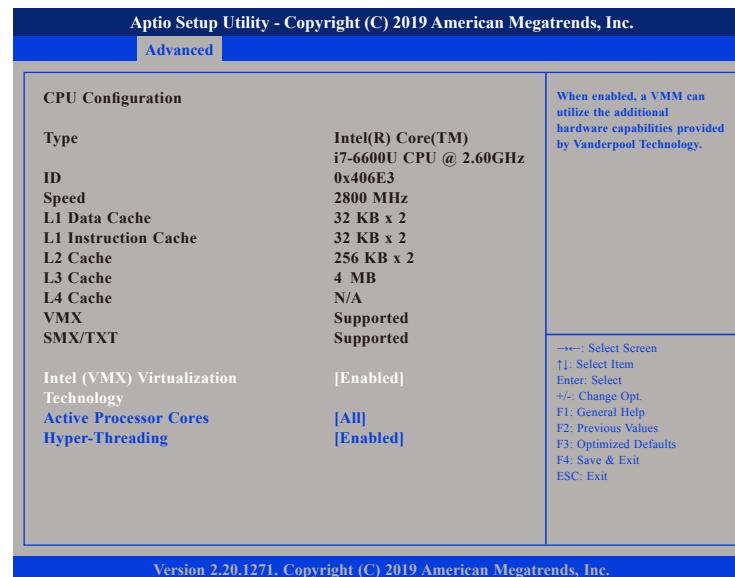 Aptio Setup Utility - Copyright (C) 2019 American Megatrends, Inc.
Advanced
CPU Configuration
Type Intel(R) Core(TM)
i7-6600U CPU @ 2.60GHz
ID 0x406E3
Speed 2800 MHz
L1 Data Cache 32 KB x 2
L1 Instruction Cache 32 KB x 2
L2 Cache 256 KB x 2
L3 Cache 4 MB
L4 Cache N/A
VMX Supported
SMX/TXT Supported
Intel (VMX) Virtualization [Enabled]
Technology
Active Processor Cores [All]
Hyper-Threading [Enabled]
When enabled, a VMM can
utilize the additional
hardware capabilities provided
by Vanderpool Technology.
→←: Select Screen
↑↓: Select Item
Enter: Select
+/-: Change Opt.
F1: General Help
F2: Previous Values
F3: Optimized Defaults
F4: Save & Exit
ESC: Exit
Version 2.20.1271. Copyright (C) 2019 American Megatrends, Inc.